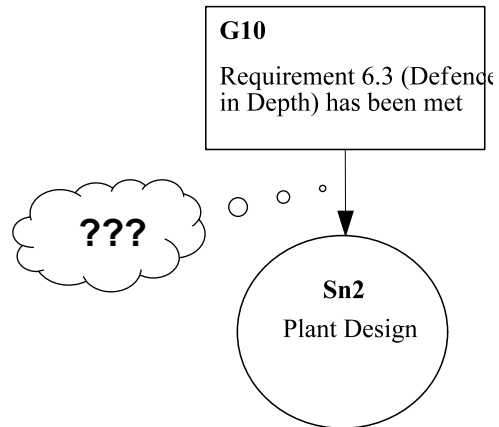 G10
Requirement 6.3 (Defence
in Depth) has been met
???
Sn2
Plant Design